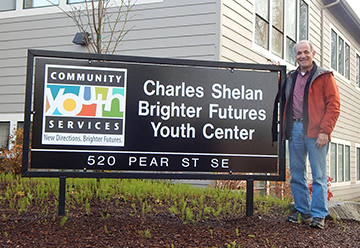 COMMUNITY
youth
SERVICES
New Directions. Brighter Futures.
Charles Shelan
Brighter Futures
Youth Center
520 PEAR ST SE